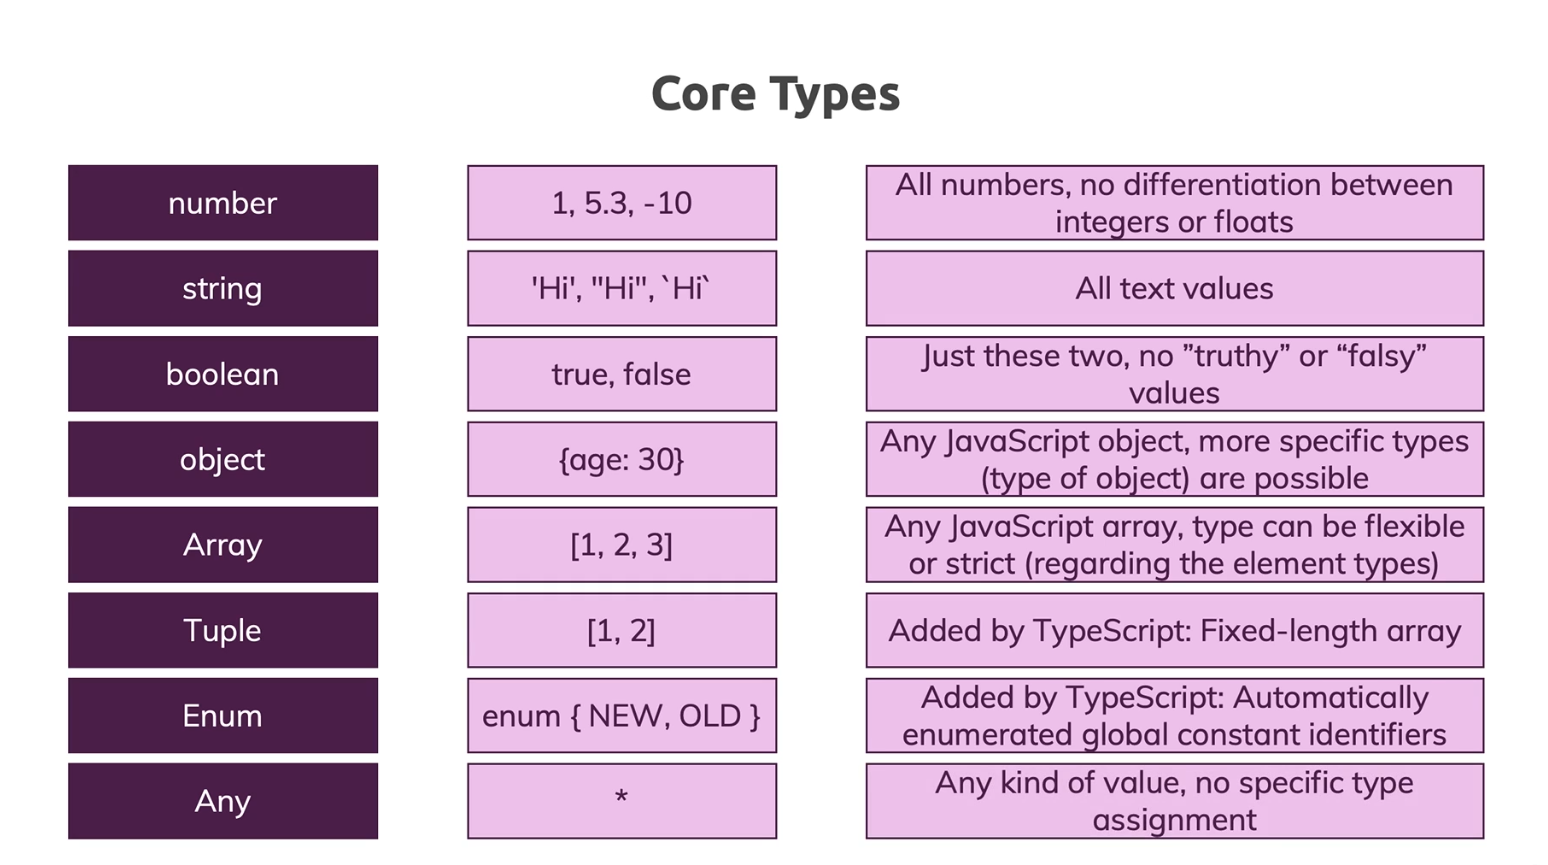 Core Types
number
1, 5.3, -10
All numbers, no differentiation between
integers or floats
string
'Hi', "Hi", `Hi`
All text values
boolean
true, false
Just these two, no ”truthy” or “falsy”
values
object
{age: 30}
Any JavaScript object, more specific types
(type of object) are possible
Array
[1, 2, 3]
Any JavaScript array, type can be flexible
or strict (regarding the element types)
Tuple
[1, 2]
Added by TypeScript: Fixed-length array
Enum
enum { NEW, OLD }
Added by TypeScript: Automatically
enumerated global constant identifiers
Any
*
Any kind of value, no specific type
assignment